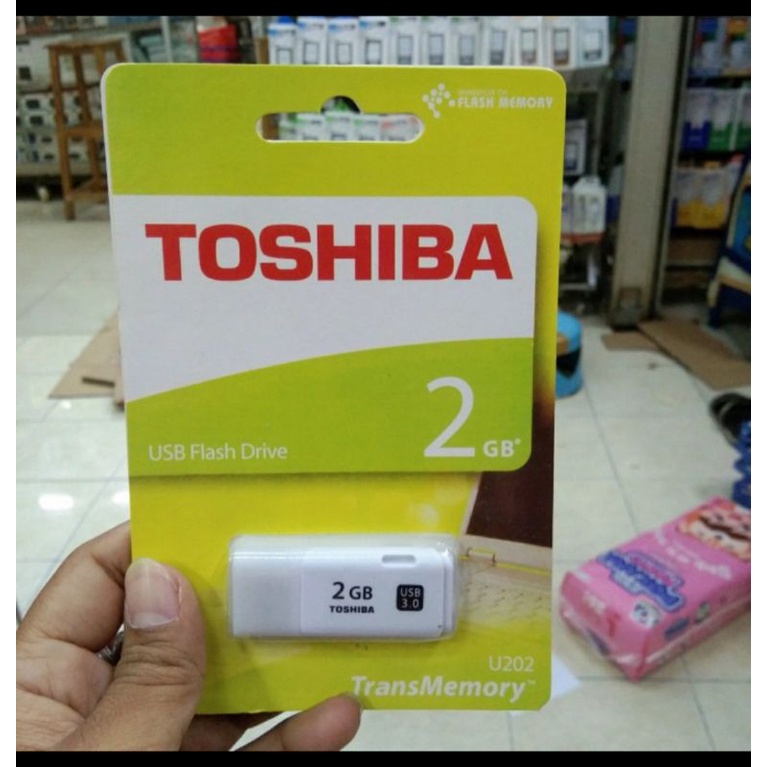 FLASH MEMORY
TOSHIBA
2 GB
USB Flash Drive
2 GB
TOSHIBA
USB
3.0
U202
TransMemory™